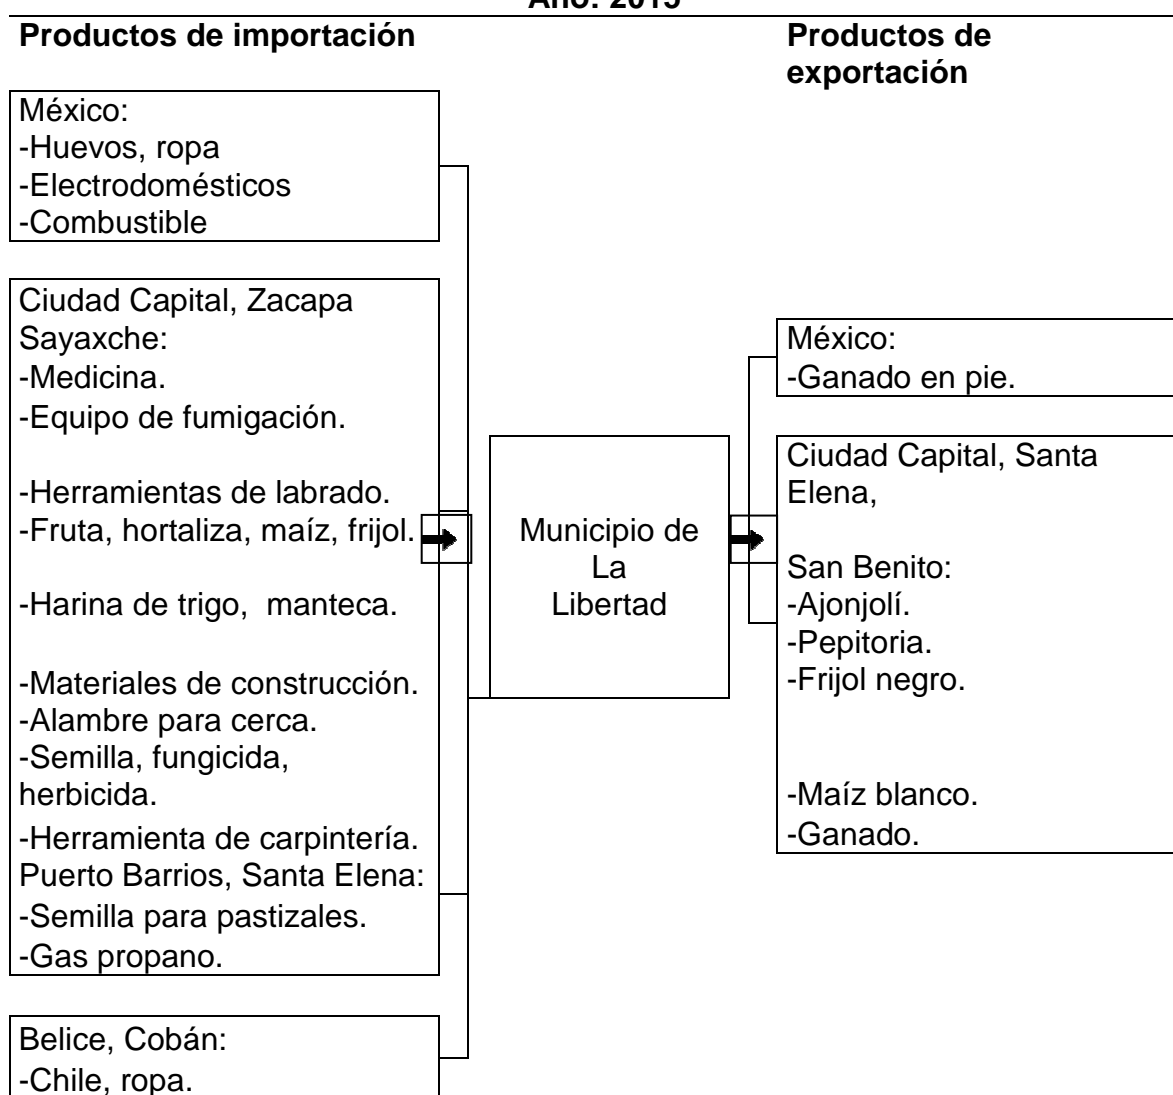 Año: 2015
Productos de importación
Productos de
exportación
México:
-Huevos, ropa
-Electrodomésticos
-Combustible
Ciudad Capital, Zacapa
Sayaxche:
-Medicina.
-Equipo de fumigación.
-Herramientas de labrado.
-Fruta, hortaliza, maíz, frijol.
-Harina de trigo, manteca.
-Materiales de construcción.
-Alambre para cerca.
-Semilla, fungicida,
herbicida.
-Herramienta de carpintería.
Puerto Barrios, Santa Elena:
-Semilla para pastizales.
-Gas propano.
Belice, Cobán:
-Chile, ropa.
Municipio de
La
Libertad
México:
-Ganado en pie.
Ciudad Capital, Santa
Elena,
San Benito:
-Ajonjolí.
-Pepitoria.
-Frijol negro.
-Maíz blanco.
-Ganado.